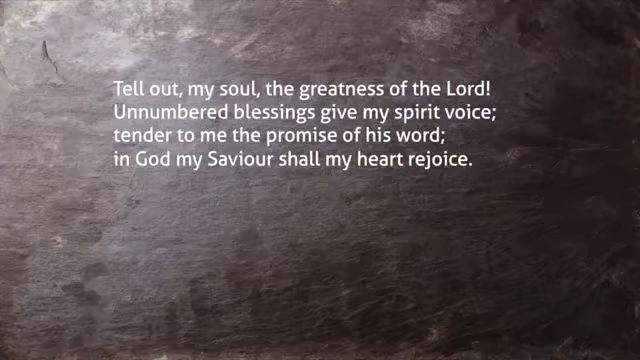 Tell out, my soul, the greatness of the Lord!
Unnumbered blessings give my spirit voice;
tender to me the promise of his word;
in God my Saviour shall my heart rejoice.